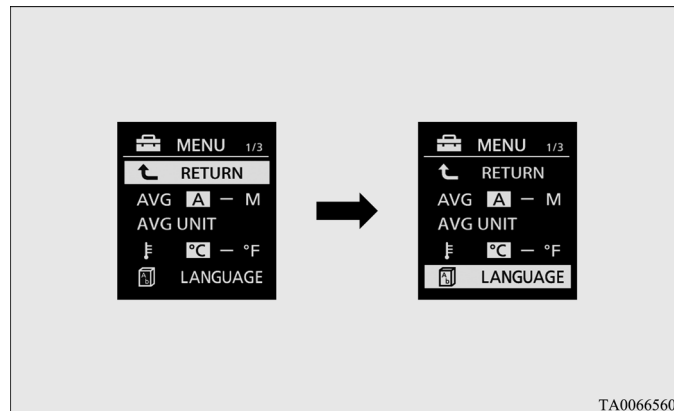 MENU 1/3
RETURN
AVG A – M
AVG UNIT
°C – °F
LANGUAGE
MENU 1/3
RETURN
AVG A – M
AVG UNIT
°C – °F
LANGUAGE
TA0066560